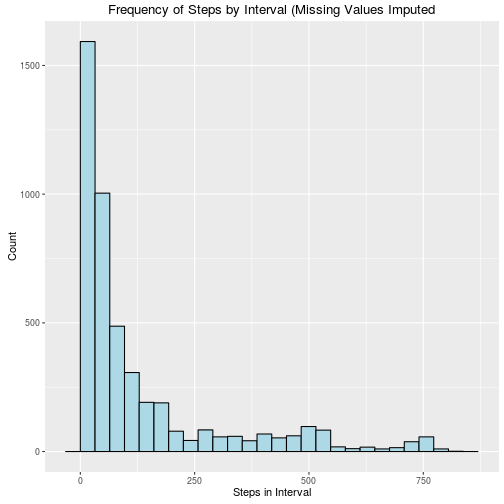 Frequency of Steps by Interval (Missing Values Imputed
1500
1000
500
0
Count
0 250 500 750
Steps in Interval